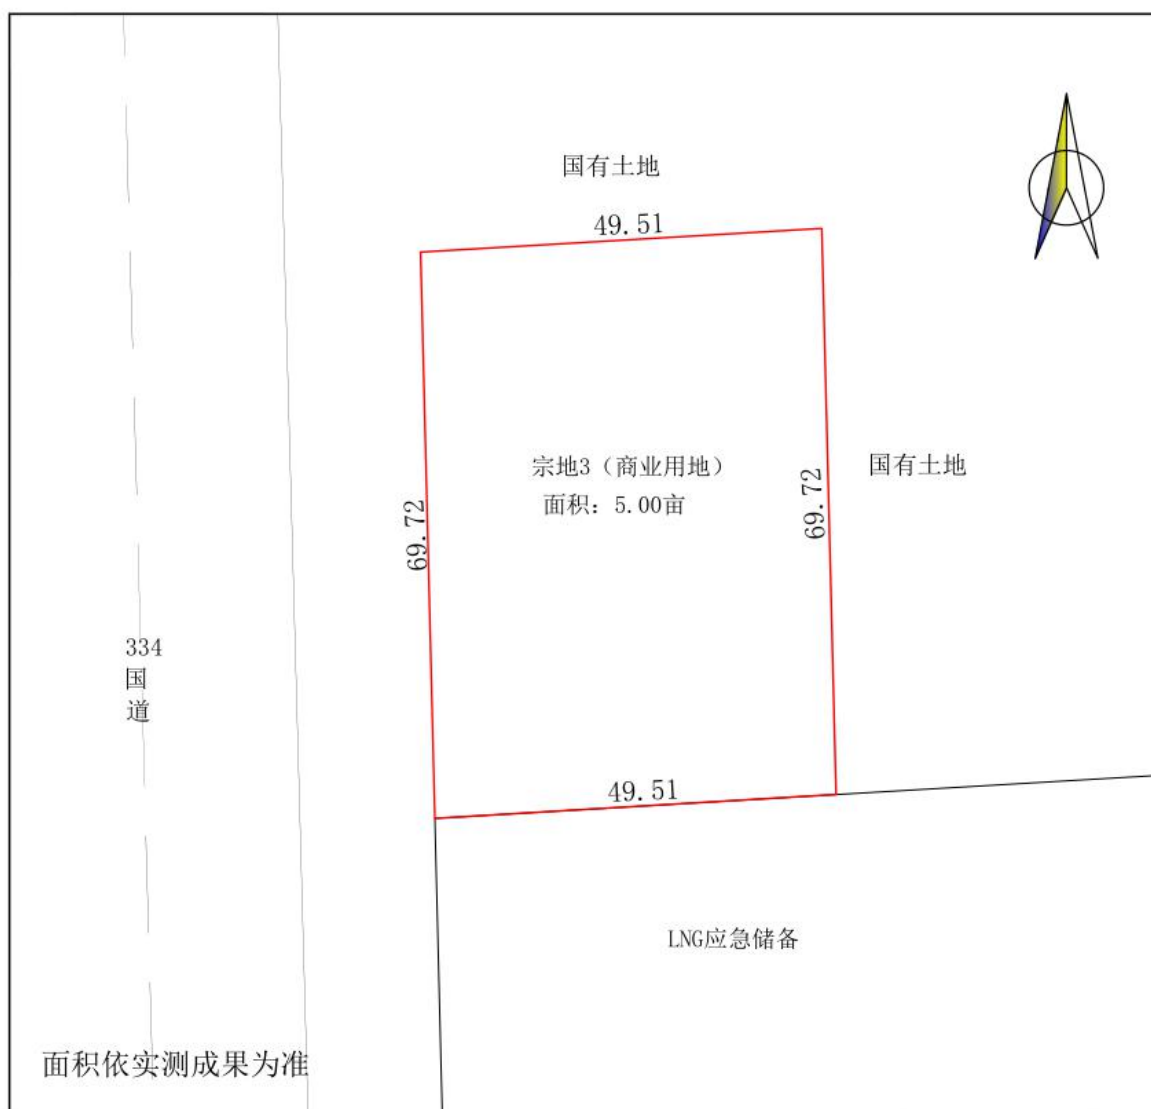 国有土地
49.51
宗地3（商业用地）
面积：5.00亩
国有土地
69.72
69.72
334
国
道
49.51
LNG应急储备
面积依实测成果为准